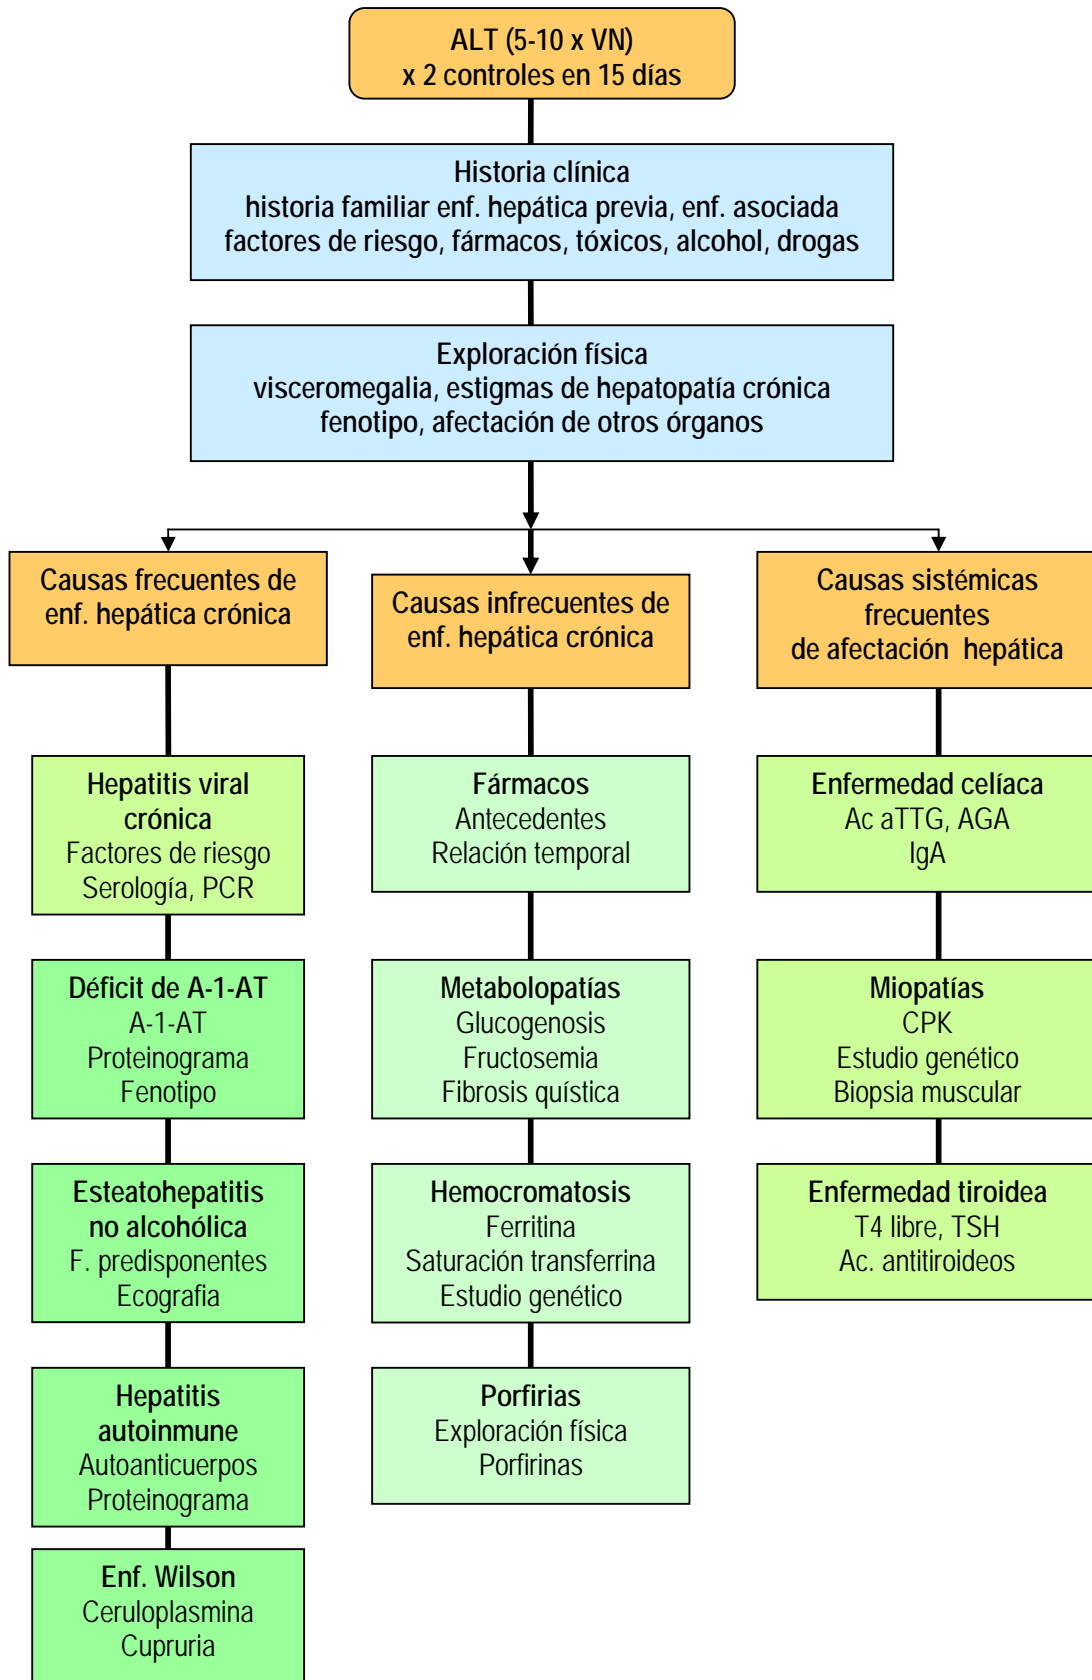 ALT (5-10 x VN)
x 2 controles en 15 días
Historia clínica
historia familiar enf. hepática previa, enf. asociada
factores de riesgo, fármacos, tóxicos, alcohol, drogas
Exploración física
visceromegalia, estigmas de hepatopatía crónica
fenotipo, afectación de otros órganos
Causas frecuentes de
enf. hepática crónica
Hepatitis viral
crónica
Factores de riesgo
Serología, PCR
Déficit de A-1-AT
A-1-AT
Proteinograma
Fenotipo
Esteatohepatitis
no alcohólica
F. predisponentes
Ecografia
Hepatitis
autoinmune
Autoanticuerpos
Proteinograma
Enf. Wilson
Ceruloplasmina
Cupruria
Causas infrecuentes de
enf. hepática crónica
Fármacos
Antecedentes
Relación temporal
Metabolopatías
Glucogenosis
Fructosemia
Fibrosis quística
Hemocromatosis
Ferritina
Saturación transferrina
Estudio genético
Porfirias
Exploración física
Porfirinas
Causas sistémicas
frecuentes
de afectación hepática
Enfermedad celíaca
Ac aTTG, AGA
IgA
Miopatías
CPK
Estudio genético
Biopsia muscular
Enfermedad tiroidea
T4 libre, TSH
Ac. antitiroideos